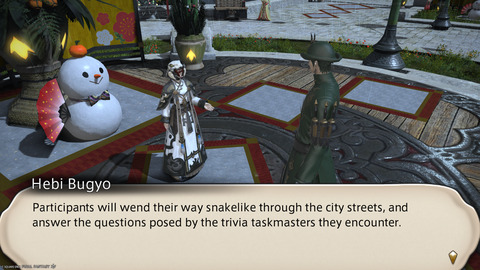 Hebi Bugyo
Participants will wend their way snakelike through the city streets, and
answer the questions posed by the trivia taskmasters they encounter.